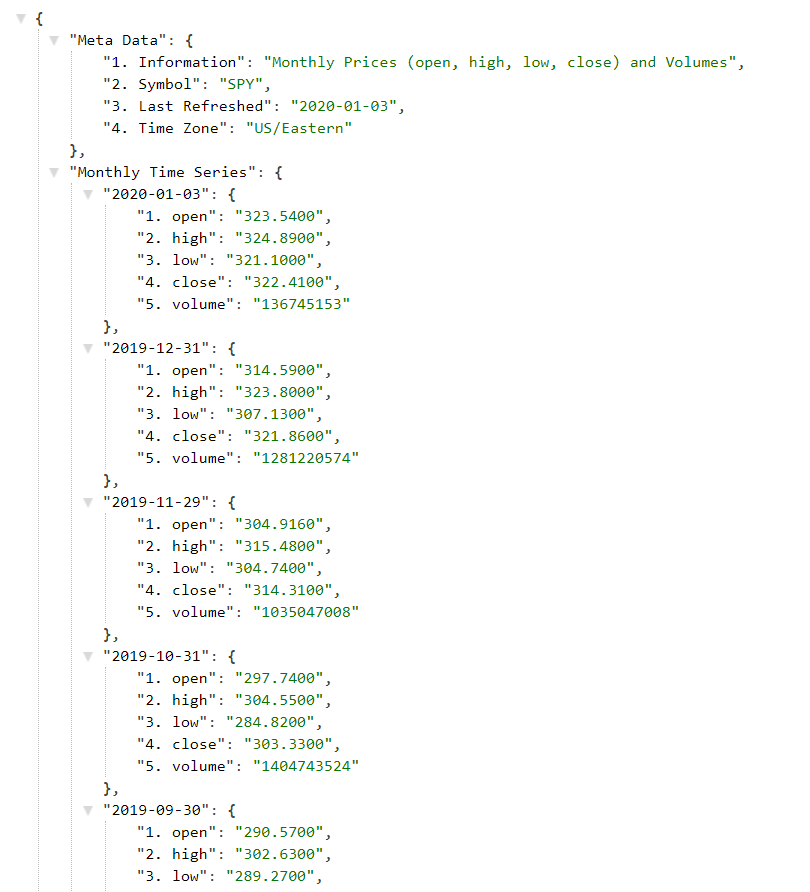 {
"Meta Data": {
"1. Information": "Monthly Prices (open, high, low, close) and Volumes",
"2. Symbol": "SPY",
"3. Last Refreshed": "2020-01-03",
"4. Time Zone": "US/Eastern"
},
"Monthly Time Series": {
"2020-01-03": {
"1. open": "323.5400",
"2. high": "324.8900",
"3. low": "321.1000",
"4. close": "322.4100",
"5. volume": "136745153"
},
"2019-12-31": {
"1. open": "314.5900",
"2. high": "323.8000",
"3. low": "307.1300",
"4. close": "321.8600",
"5. volume": "1281220574"
},
"2019-11-29": {
"1. open": "304.9160",
"2. high": "315.4800",
"3. low": "304.7400",
"4. close": "314.3100",
"5. volume": "1035047008"
},
"2019-10-31": {
"1. open": "297.7400",
"2. high": "304.5500",
"3. low": "284.8200",
"4. close": "303.3300",
"5. volume": "1404743524"
},
"2019-09-30": {
"1. open": "290.5700",
"2. high": "302.6300",
"3. low": "289.2700",